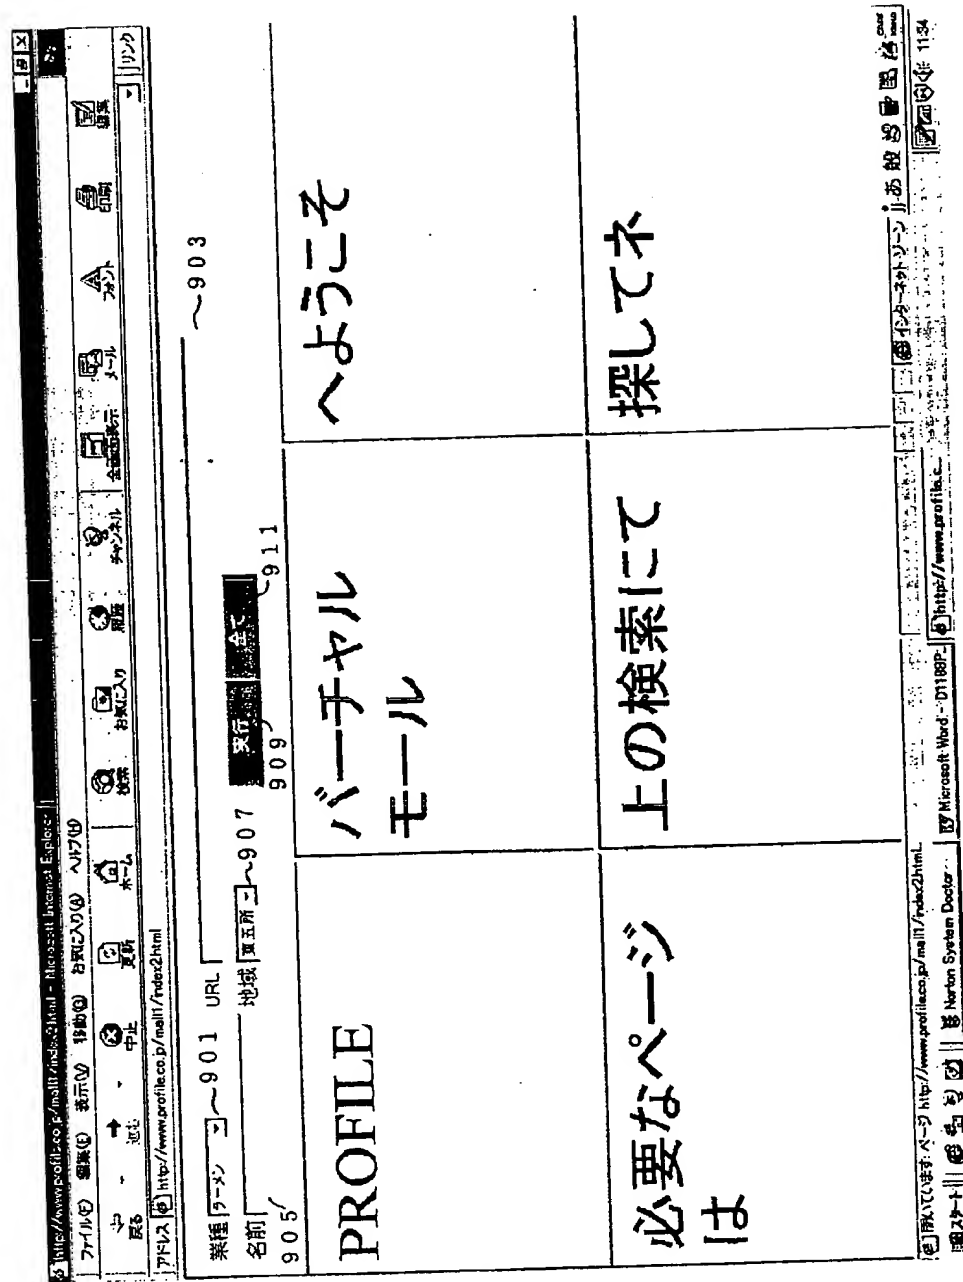 http://www.profile.co.jp/mall1/index2html - Microsoft Internet Explorer
ファイル(F) 編集(E) 表示(V) 移動(G) お気に入り(A) ヘルプ(H)
戻る 進む 中止 更新 ホーム 検索 お気に入り 履歴 チャンネル 全画面表示 メール フォント 印刷 編集
アドレス http://www.profile.co.jp/mall1/index2html リンク
業種 ラーメン ~901 URL ~903
名前 地域 ~907 実行 全て
905 909 911
PROFILE
バーチャル
モール
へようこそ
必要なページ
は
上の検索にて
探してネ
開いています:ページ http://www.profile.co.jp/mall1/index2html. インターネット ゾーン あ 般
スタート Norton System Doctor Microsoft Word - D1188P.. http://www.profile.c.. 11:34